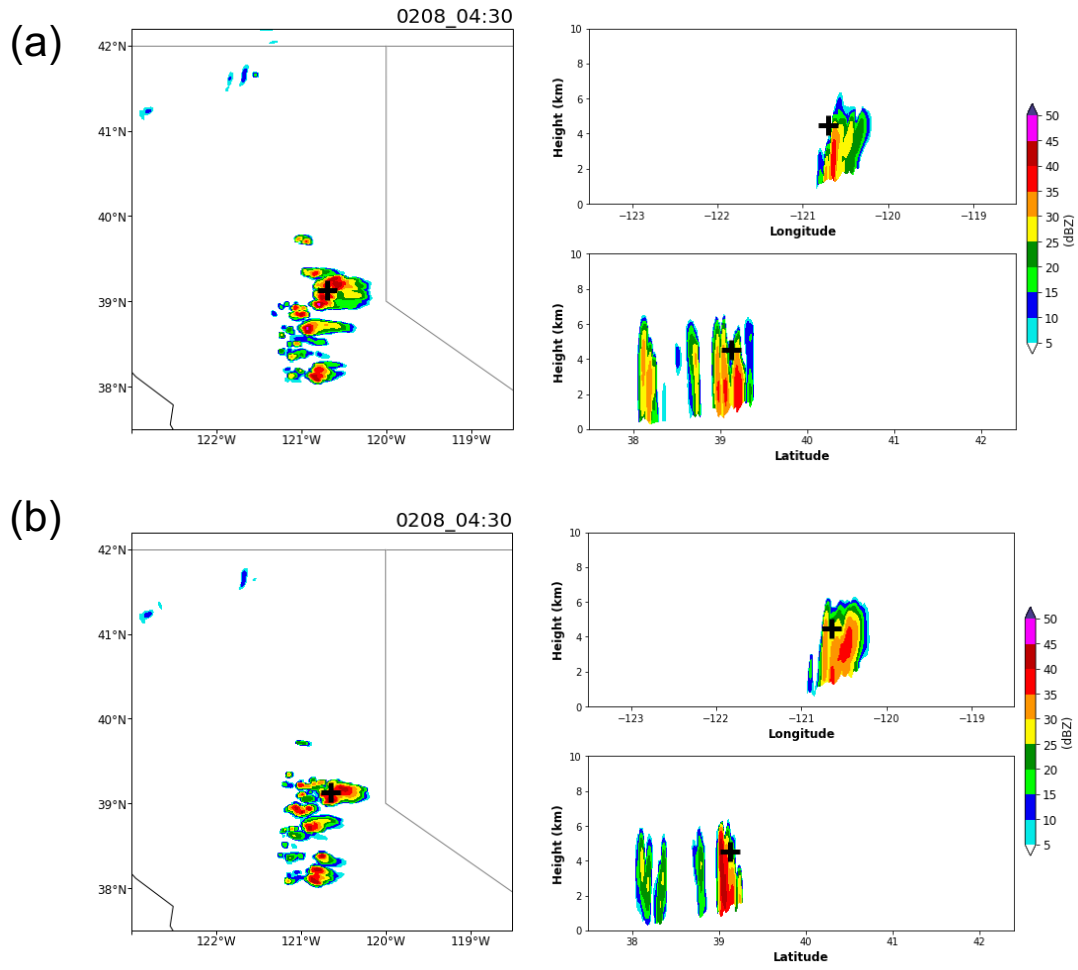 (a)
0208_04:30
42°N
41°N
40°N
39°N
38°N
122°W 121°W 120°W 119°W
Height (km)
10
8
6
4
2
0
−123 −122 −121 −120 −119
Longitude
Height (km)
10
8
6
4
2
0
38 39 40 41 42
Latitude
50
45
40
35
30
25
20
15
10
5
(dBZ)
(b)
0208_04:30
42°N
41°N
40°N
39°N
38°N
122°W 121°W 120°W 119°W
Height (km)
10
8
6
4
2
0
−123 −122 −121 −120 −119
Longitude
Height (km)
10
8
6
4
2
0
38 39 40 41 42
Latitude
50
45
40
35
30
25
20
15
10
5
(dBZ)